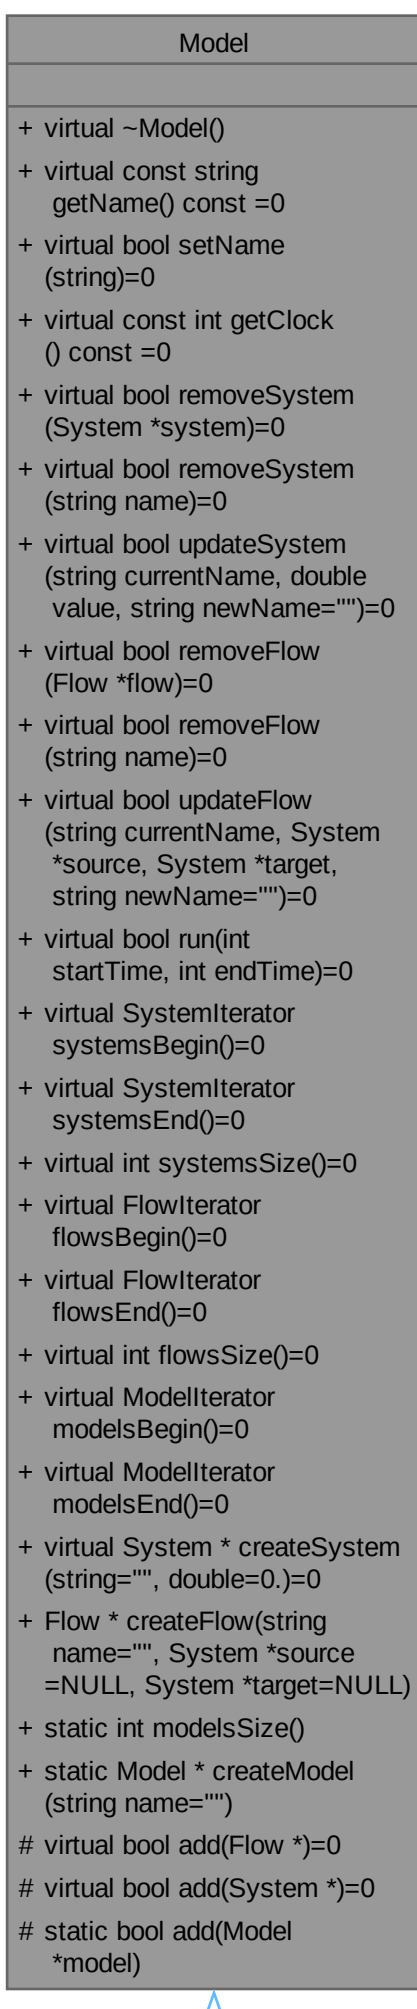 Model
+ virtual ~Model()
+ virtual const string
getName() const =0
+ virtual bool setName
(string)=0
+ virtual const int getClock
() const =0
+ virtual bool removeSystem
(System *system)=0
+ virtual bool removeSystem
(string name)=0
+ virtual bool updateSystem
(string currentName, double
value, string newName="")=0
+ virtual bool removeFlow
(Flow *flow)=0
+ virtual bool removeFlow
(string name)=0
+ virtual bool updateFlow
(string currentName, System
*source, System *target,
string newName="")=0
+ virtual bool run(int
startTime, int endTime)=0
+ virtual SystemIterator
systemsBegin()=0
+ virtual SystemIterator
systemsEnd()=0
+ virtual int systemsSize()=0
+ virtual FlowIterator
flowsBegin()=0
+ virtual FlowIterator
flowsEnd()=0
+ virtual int flowsSize()=0
+ virtual ModelIterator
modelsBegin()=0
+ virtual ModelIterator
modelsEnd()=0
+ virtual System * createSystem
(string="", double=0.)=0
+ Flow * createFlow(string
name="", System *source
=NULL, System *target=NULL)
+ static int modelsSize()
+ static Model * createModel
(string name="")
# virtual bool add(Flow *)=0
# virtual bool add(System *)=0
# static bool add(Model
*model)